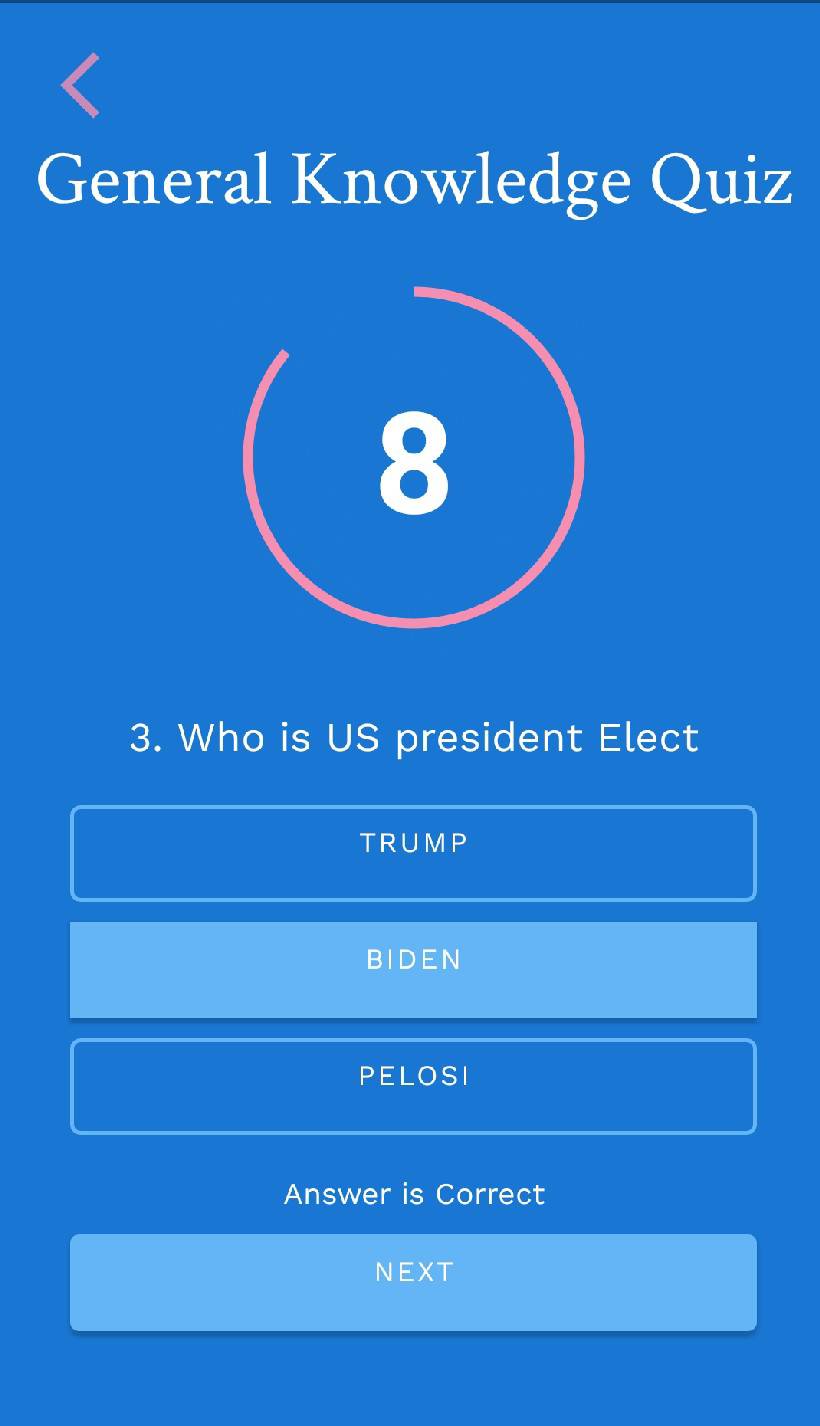 General Knowledge Quiz
8
3. Who is US president Elect
TRUMP
BIDEN
PELOSI
Answer is Correct
NEXT